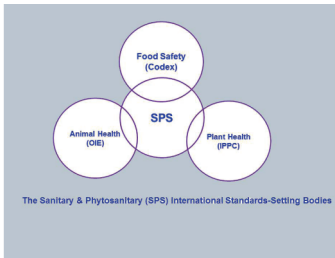 Food Safety
(Codex)
SPS
Animal Health
(OIE)
Plant Health
(IPPC)
The Sanitary & Phytosanitary (SPS) International Standards-Setting Bodies